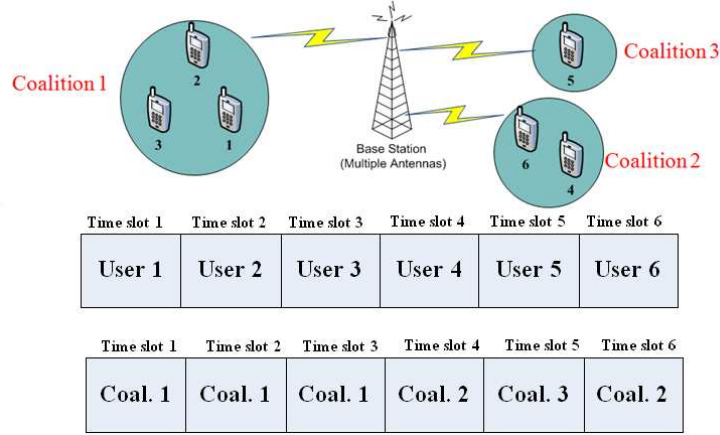 2
Coalition 1
3
1
Base Station
(Multiple Antennas)
5
Coalition 3
6
4
Coalition 2
Time slot 1 Time slot 2 Time slot 3 Time slot 4 Time slot 5 Time slot 6
User 1 User 2 User 3 User 4 User 5 User 6
Time slot 1 Time slot 2 Time slot 3 Time slot 4 Time slot 5 Time slot 6
Coal. 1 Coal. 1 Coal. 1 Coal. 2 Coal. 3 Coal. 2